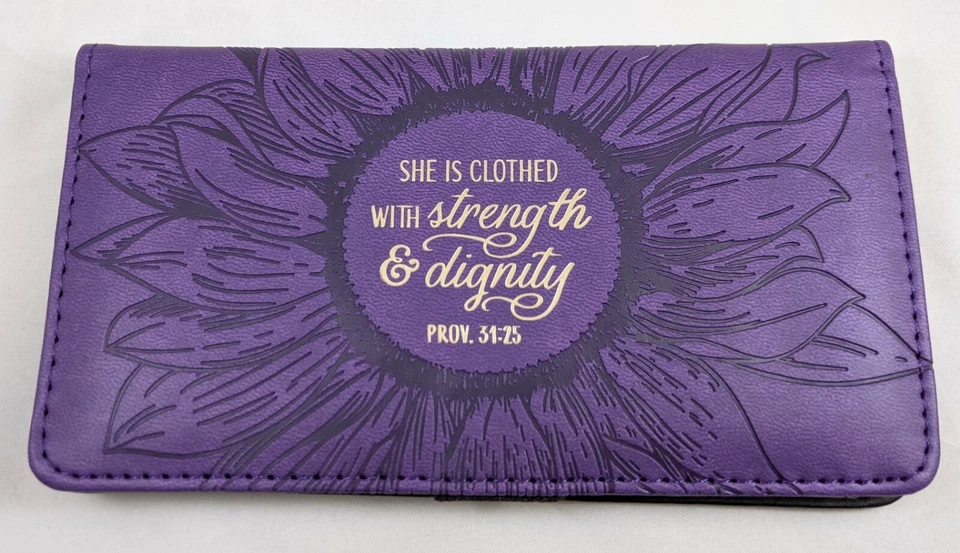 SHE IS CLOTHED
WITH strength
& dignity
PROV. 31:25